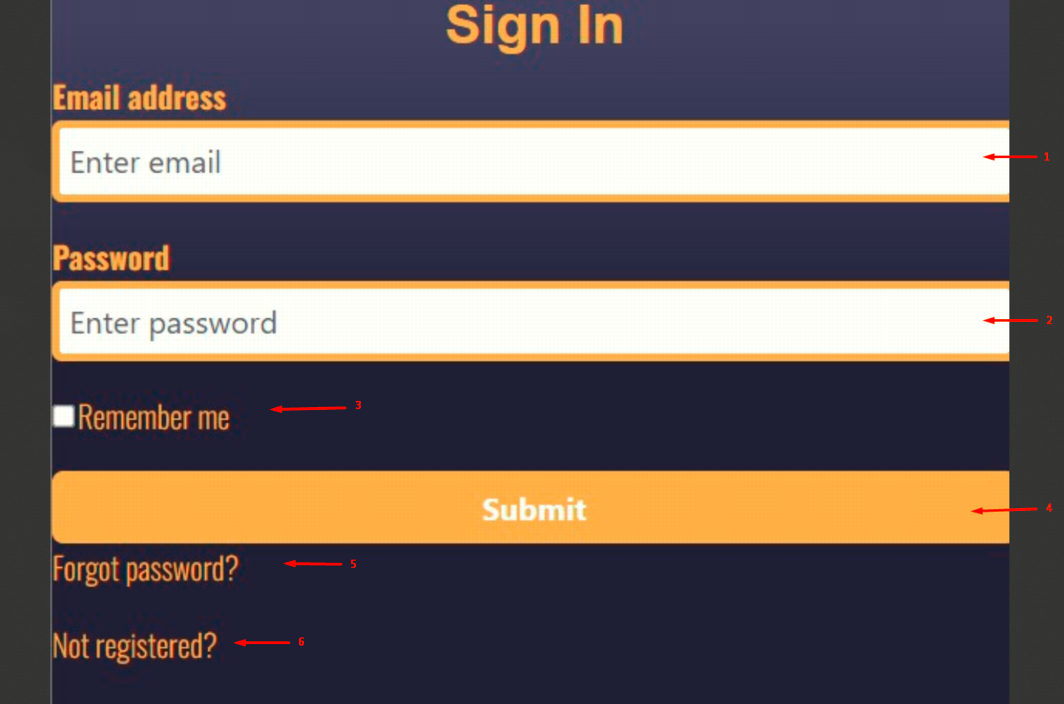 Sign In
Email address
Enter email
1
Password
Enter password
2
Remember me
3
Submit
4
Forgot password?
5
Not registered?
6